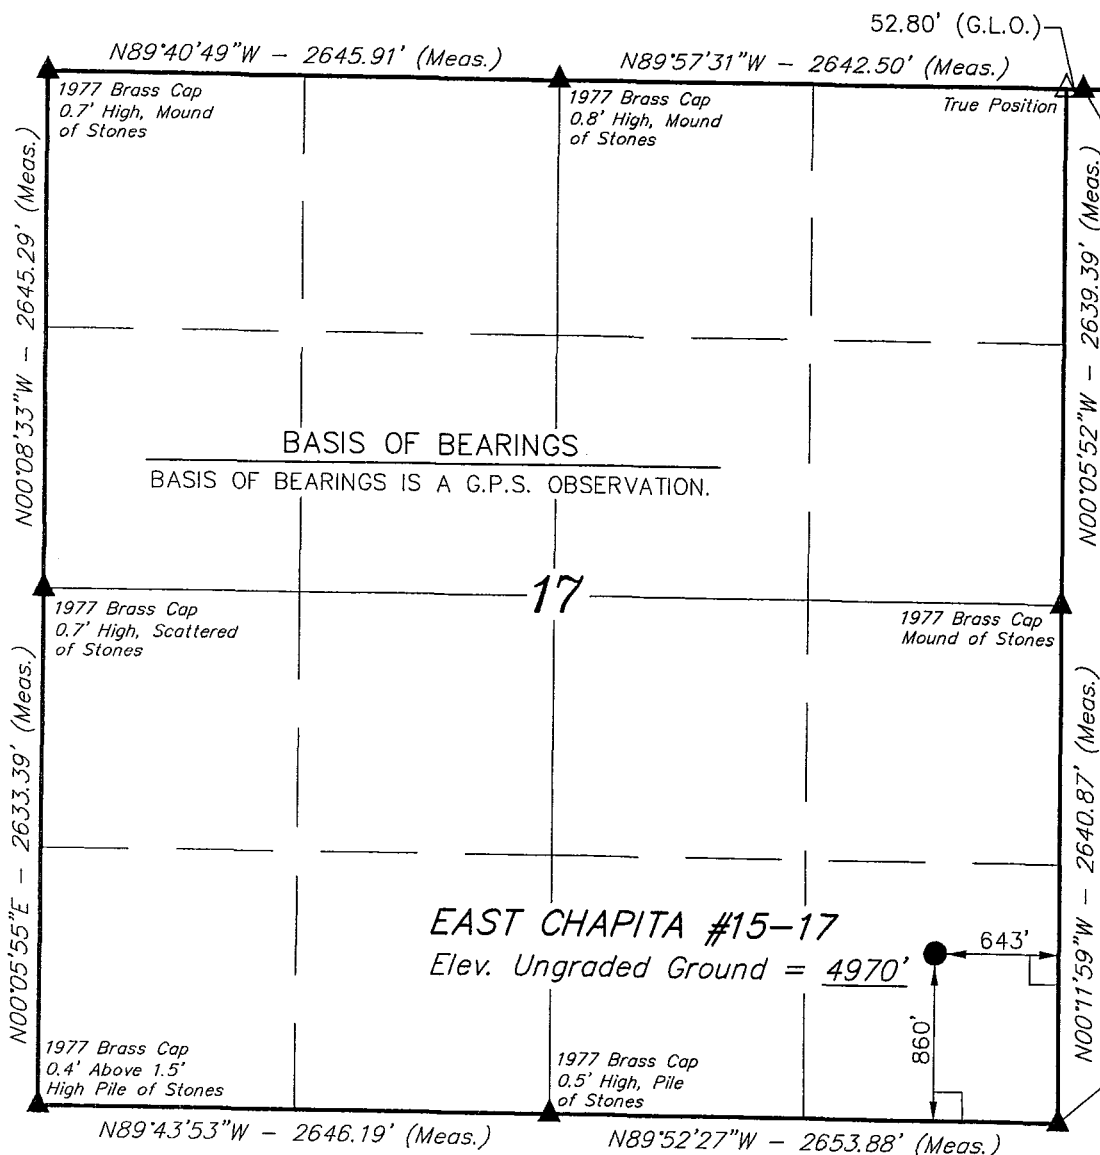 52.80' (G.L.O.)
N89°40'49"W - 2645.91' (Meas.)
N89°57'31"W - 2642.50' (Meas.)
1977 Brass Cap
0.7' High, Mound
of Stones
1977 Brass Cap
0.8' High, Mound
of Stones
True Position
N00°08'33"W - 2645.29' (Meas.)
N00°05'52"W - 2639.39' (Meas.)
BASIS OF BEARINGS
BASIS OF BEARINGS IS A G.P.S. OBSERVATION.
17
1977 Brass Cap
0.7' High, Scattered
of Stones
1977 Brass Cap
Mound of Stones
N00°05'55"E - 2633.39' (Meas.)
N00°11'59"W - 2640.87' (Meas.)
EAST CHAPITA #15-17
Elev. Ungraded Ground = 4970'
643'
860'
1977 Brass Cap
0.4' Above 1.5'
High Pile of Stones
1977 Brass Cap
0.5' High, Pile
of Stones
N89°43'53"W - 2646.19' (Meas.)
N89°52'27"W - 2653.88' (Meas.)